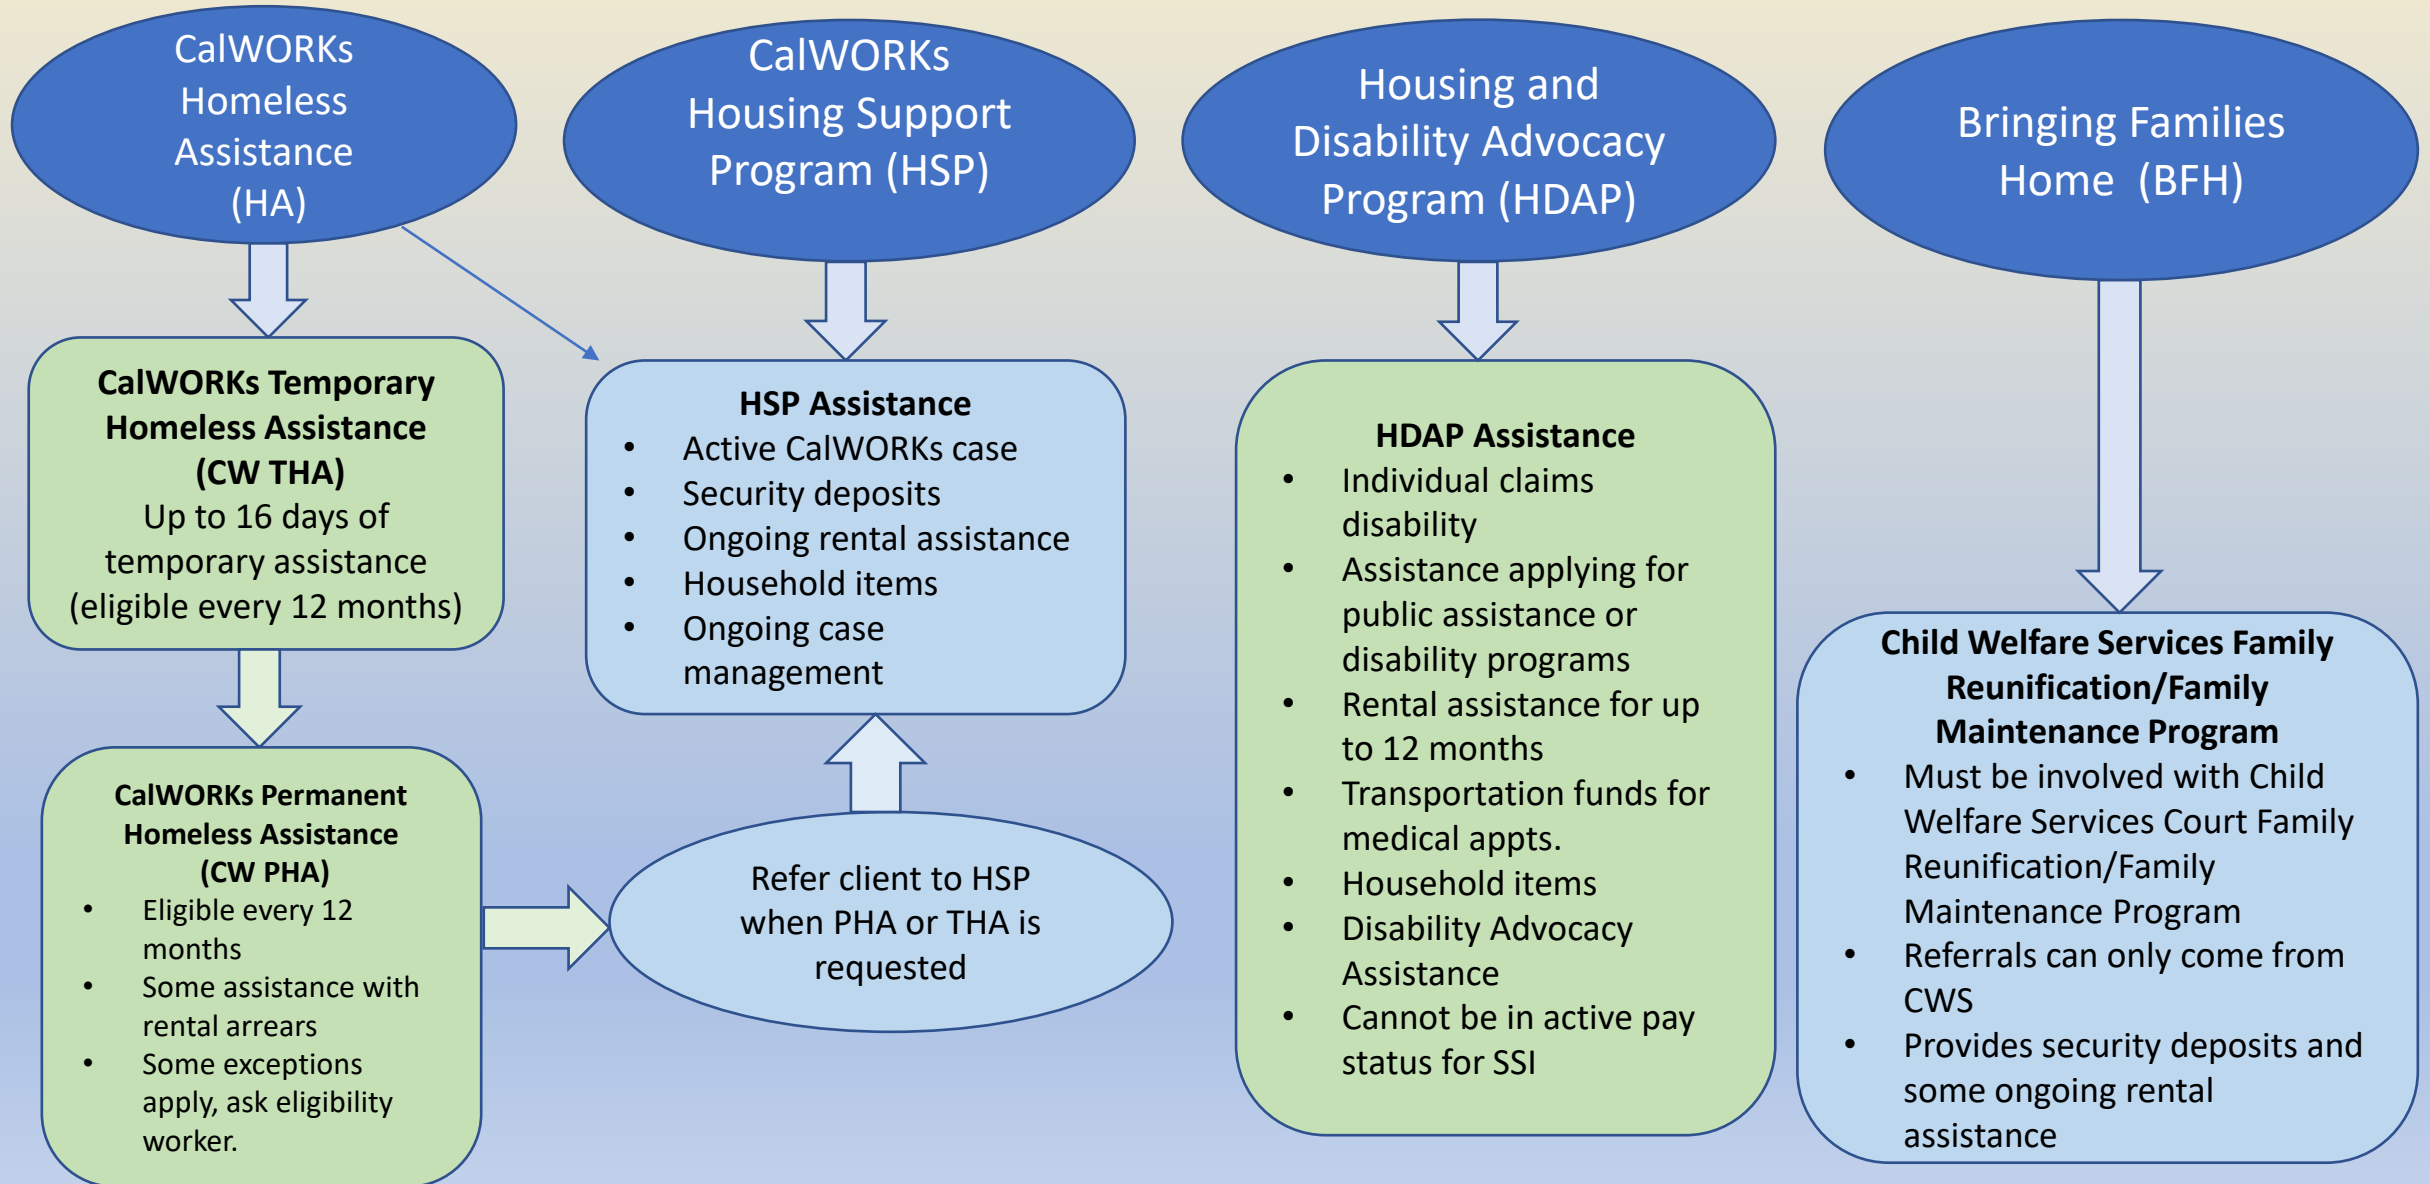 CalWORKs
Homeless
Assistance
(HA)
CalWORKs
Housing Support
Program (HSP)
Housing and
Disability Advocacy
Program (HDAP)
Bringing Families
Home (BFH)
CalWORKs Temporary
Homeless Assistance
(CW THA)
Up to 16 days of
temporary assistance
(eligible every 12 months)
CalWORKs Permanent
Homeless Assistance
(CW PHA)
• Eligible every 12
months
• Some assistance with
rental arrears
• Some exceptions
apply, ask eligibility
worker.
HSP Assistance
• Active CalWORKs case
• Security deposits
• Ongoing rental assistance
• Household items
• Ongoing case
management
Refer client to HSP
when PHA or THA is
requested
HDAP Assistance
• Individual claims
disability
• Assistance applying for
public assistance or
disability programs
• Rental assistance for up
to 12 months
• Transportation funds for
medical appts.
• Household items
• Disability Advocacy
Assistance
• Cannot be in active pay
status for SSI
Child Welfare Services Family
Reunification/Family
Maintenance Program
• Must be involved with Child
Welfare Services Court Family
Reunification/Family
Maintenance Program
• Referrals can only come from
CWS
• Provides security deposits and
some ongoing rental
assistance